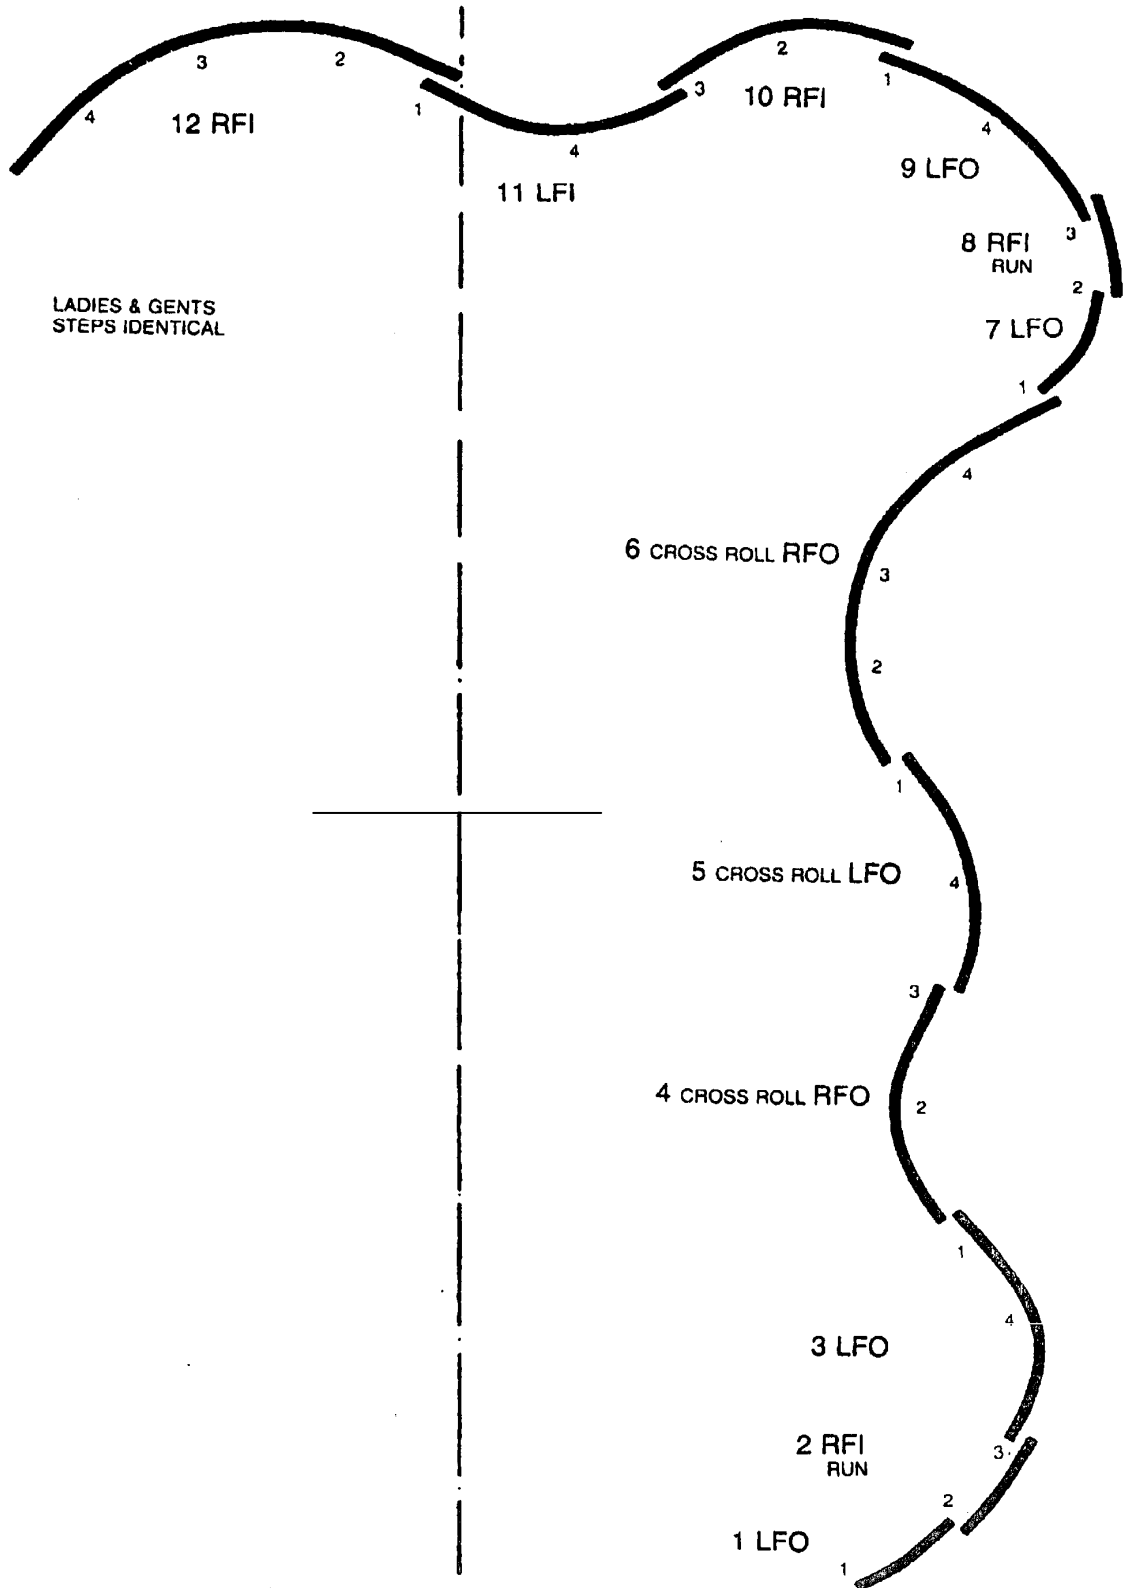 3
2
2
3
1
10 RFI
1
4
12 RFI
1
4
4
9 LFO
11 LFI
3
8 RFI
RUN
2
LADIES & GENTS
STEPS IDENTICAL
7 LFO
1
4
6 CROSS ROLL RFO
3
2
1
5 CROSS ROLL LFO
4
3
4 CROSS ROLL RFO
2
1
4
3 LFO
2 RFI
RUN
3
2
1 LFO
1